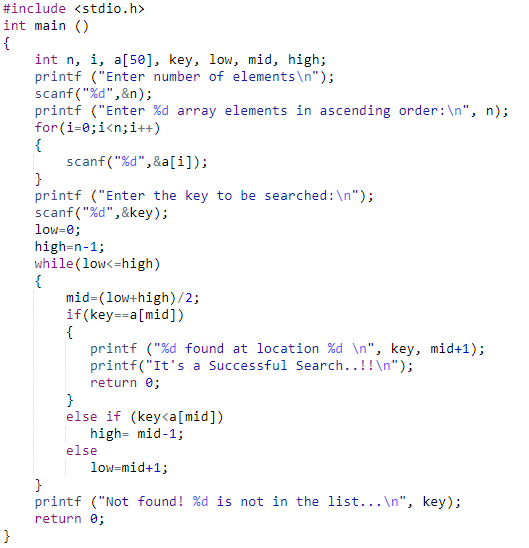 #include <stdio.h>
int main ()
{
    int n, i, a[50], key, low, mid, high;
    printf ("Enter number of elements\n");
    scanf("%d",&n);
    printf ("Enter %d array elements in ascending order:\n", n);
    for(i=0;i<n;i++)
    {
        scanf("%d",&a[i]);
    }
    printf ("Enter the key to be searched:\n");
    scanf("%d",&key);
    low=0;
    high=n-1;
    while(low<=high)
    {
        mid=(low+high)/2;
        if(key==a[mid])
        {
           printf ("%d found at location %d \n", key, mid+1);
           printf("It's a Successful Search..!!\n");
           return 0;
        }
        else if (key<a[mid])
           high= mid-1;
        else
           low=mid+1;
    }
    printf ("Not found! %d is not in the list...\n", key);
    return 0;
}